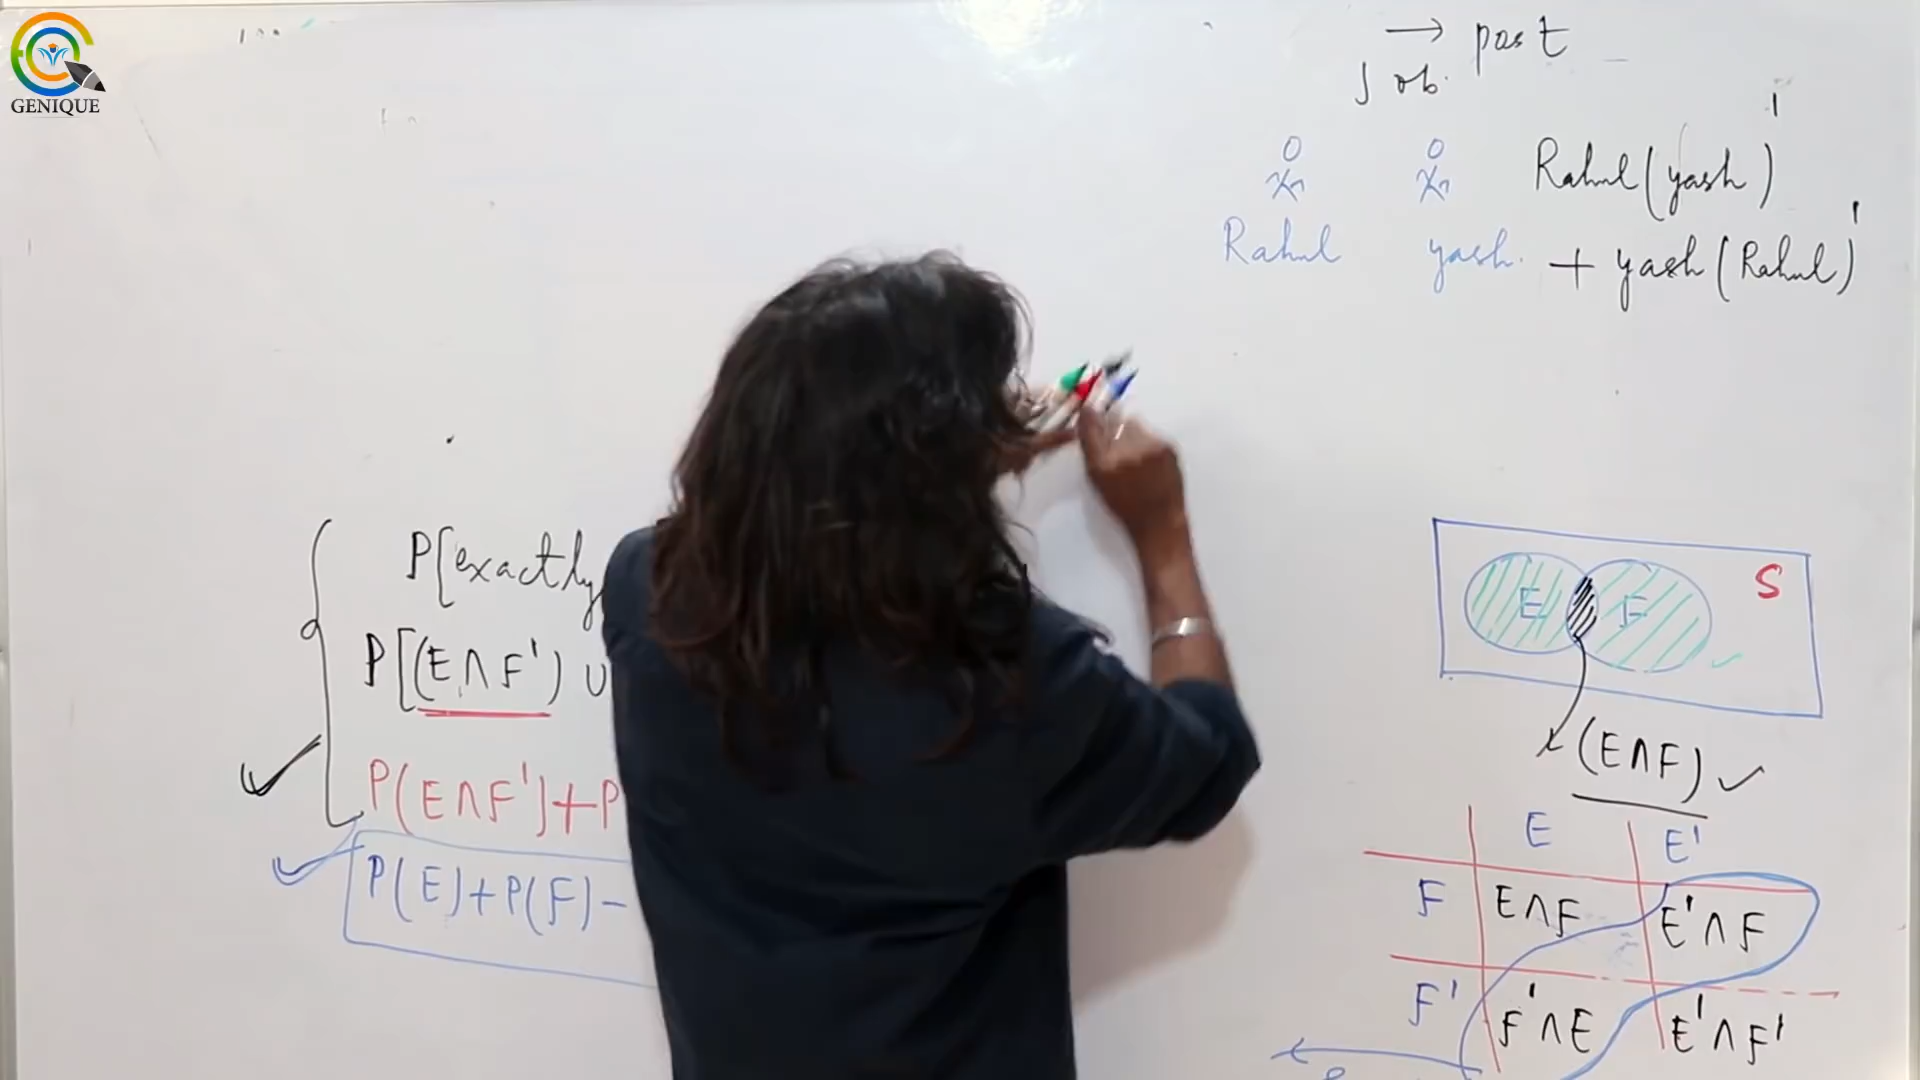 GENIQUE
→ post
Job.
Rahul (yash)'
Rahul yash. + yash (Rahul)'
P[exactly
P[(E∩F') ∪
P(E∩F')+P
P(E)+P(F)-
E F S
(E∩F) ✓
E E'
F E∩F E'∩F
F' F'∩E E'∩F'